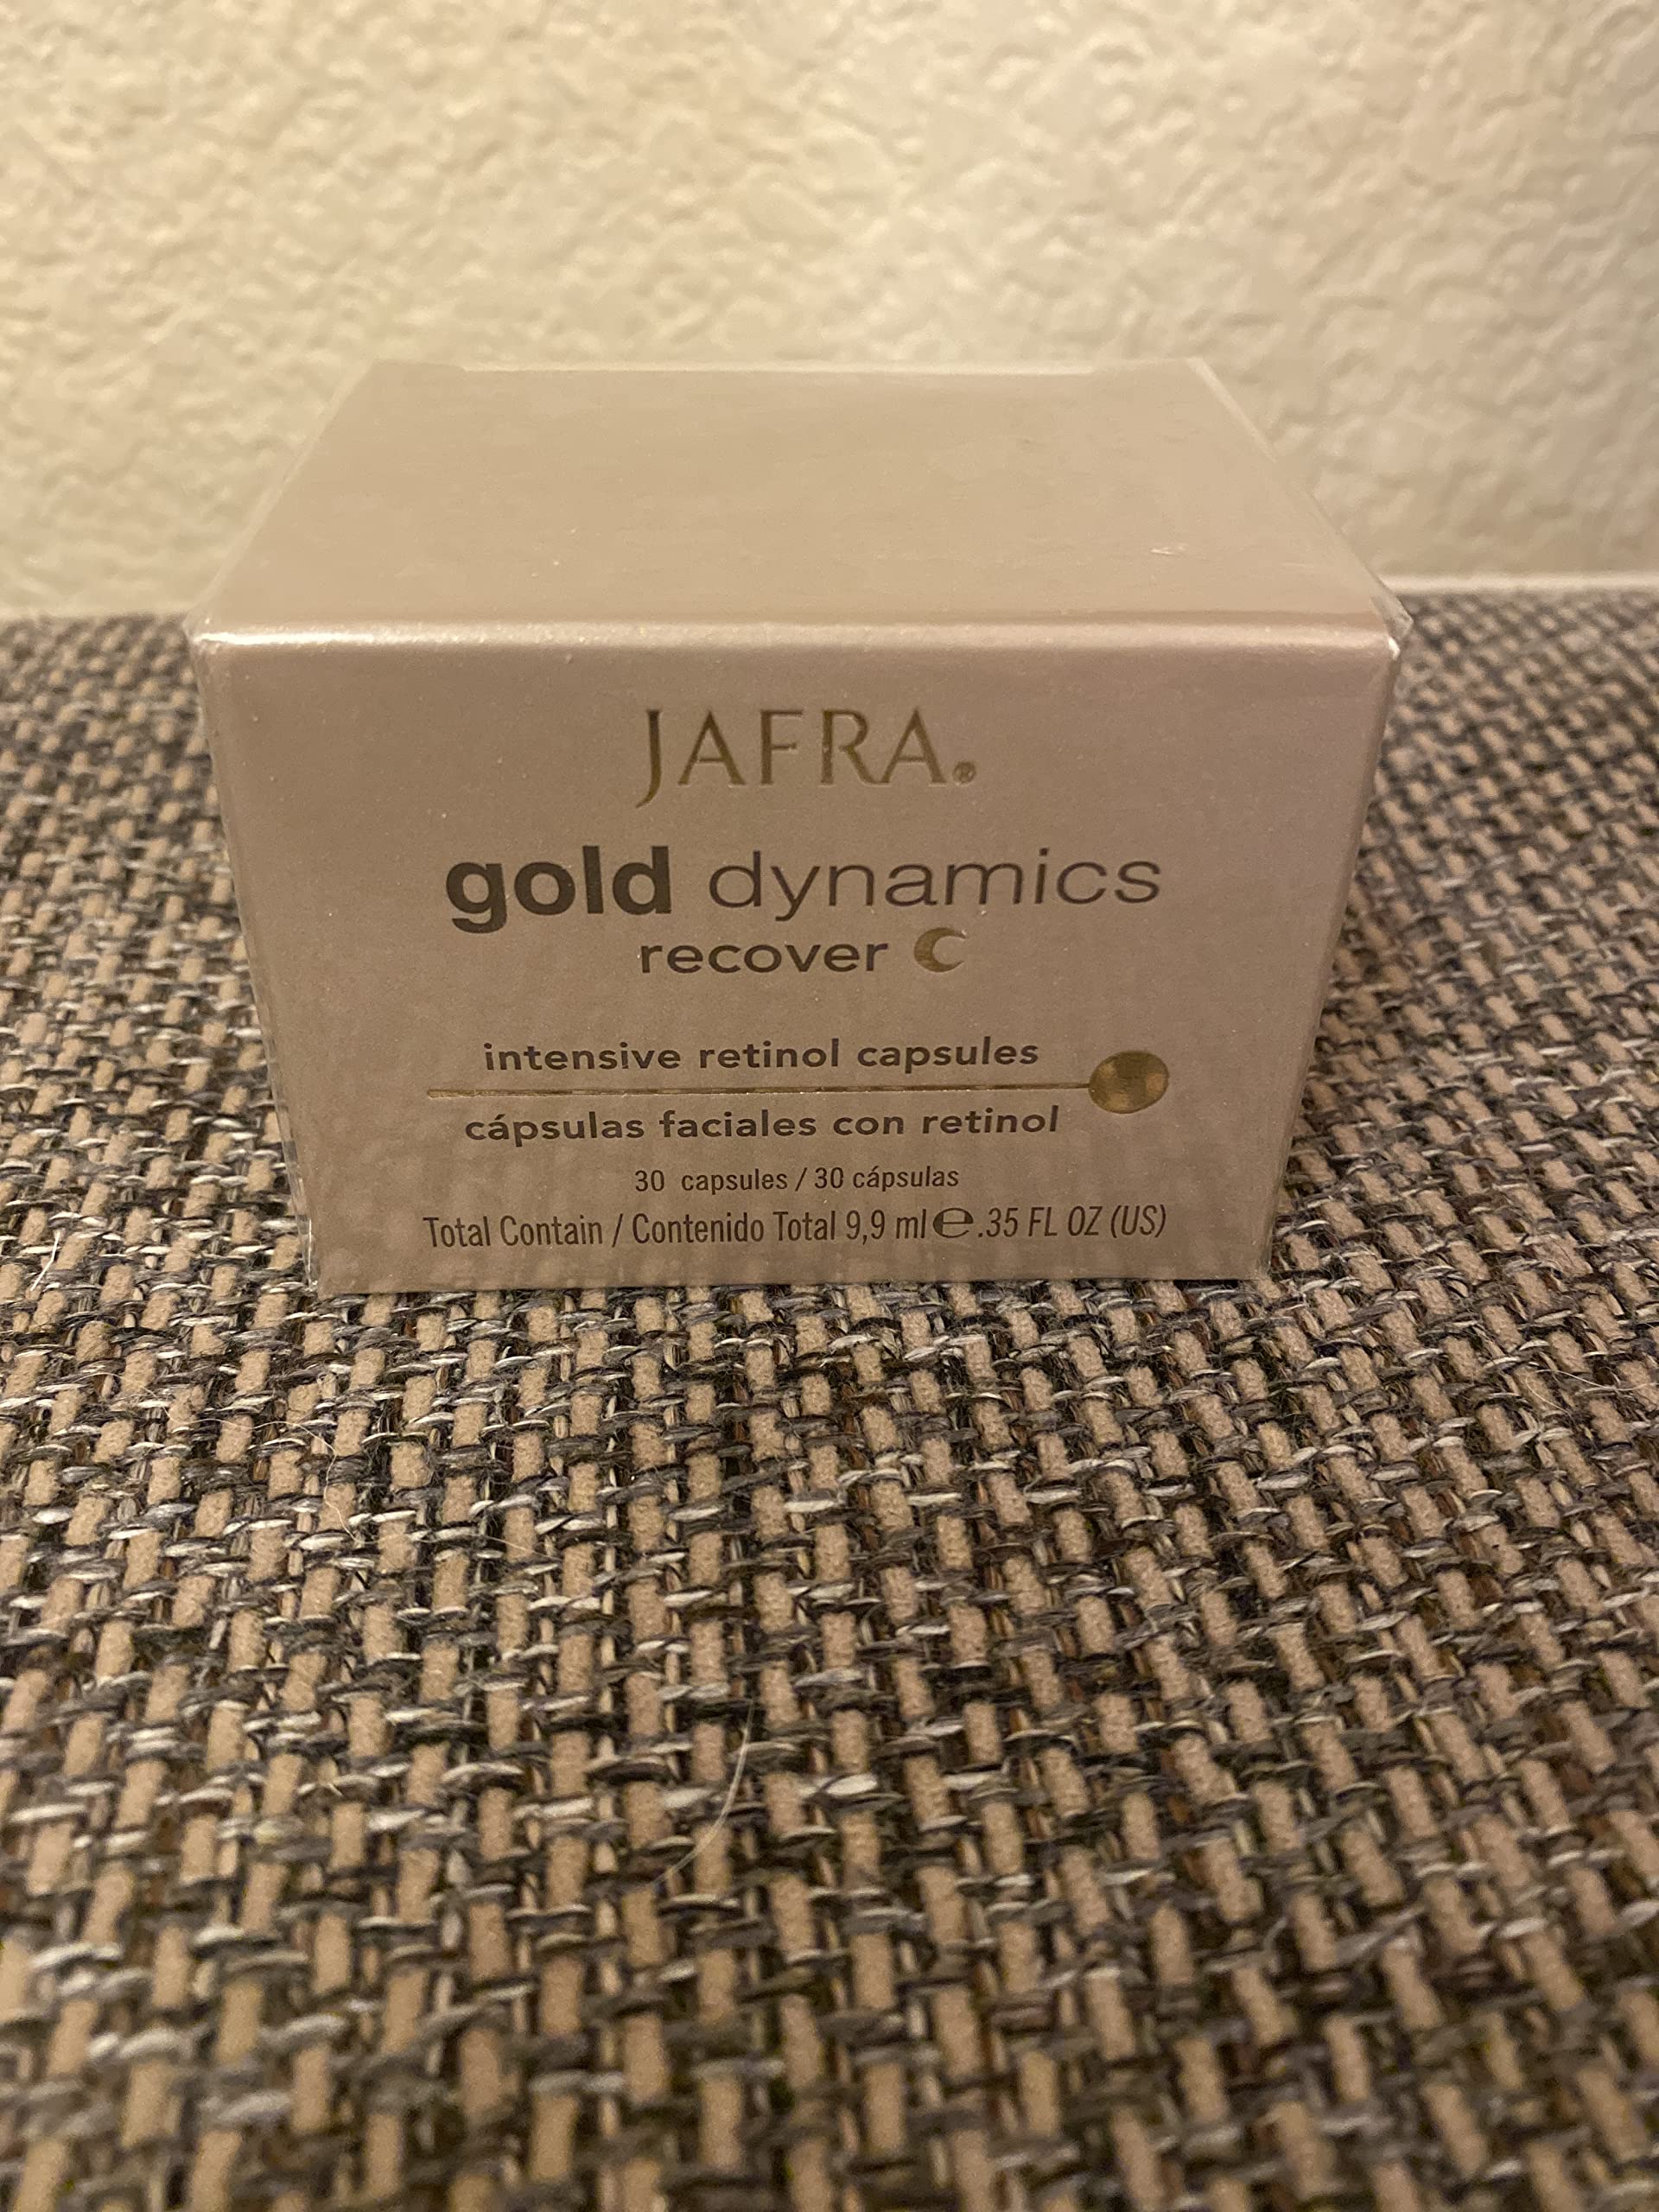 JAFRA®
gold dynamics
recover
intensive retinol capsules
cápsulas faciales con retinol
30 capsules / 30 cápsulas
Total Contain / Contenido Total 9,9 ml ℮ .35 FL OZ (US)